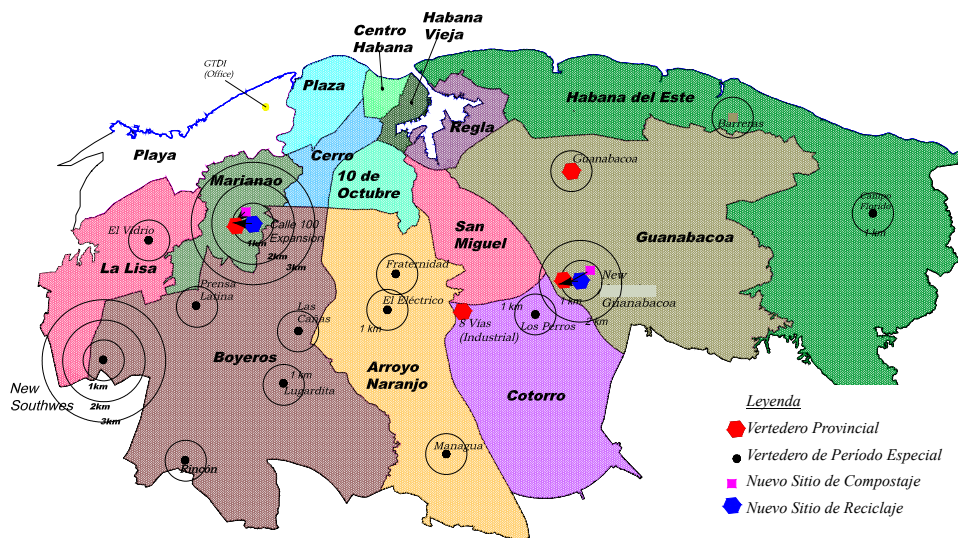 Habana
Vieja
Centro
Habana
GTDI
(Office)
Plaza
Habana del Este
Barreras
Regla
Playa
Cerro
Guanabacoa
Marianao
10 de
Octubre
Campo
Florido
1 km
El Vidrio
Calle 100
Expansion
1km
2km
3km
San
Miguel
Guanabacoa
La Lisa
Fraternidad
New
Guanabacoa
1 km
2 km
Prensa
Latina
Las
Cañas
El Eléctrico
1 km
8 Vías
(Industrial)
Los Perros
Boyeros
Arroyo
Naranjo
1 km
Lugardita
Cotorro
New
Southwes
1km
2km
3km
Managua
Rincón
Leyenda
Vertedero Provincial
Vertedero de Período Especial
Nuevo Sitio de Compostaje
Nuevo Sitio de Reciclaje